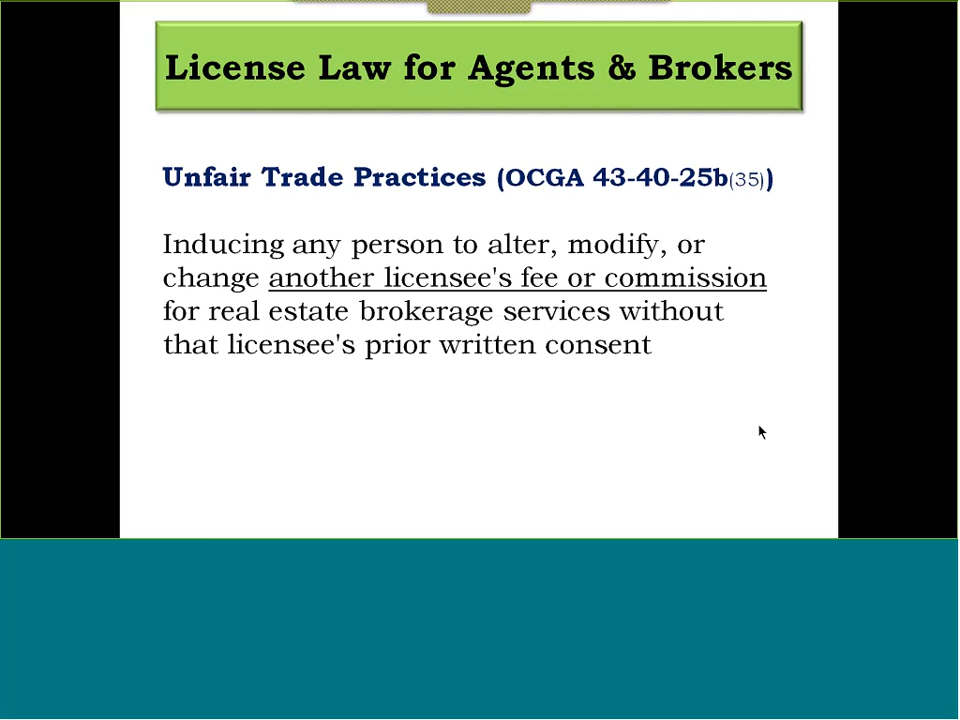 License Law for Agents & Brokers
Unfair Trade Practices (OCGA 43-40-25b(35))
Inducing any person to alter, modify, or
change another licensee's fee or commission
for real estate brokerage services without
that licensee's prior written consent